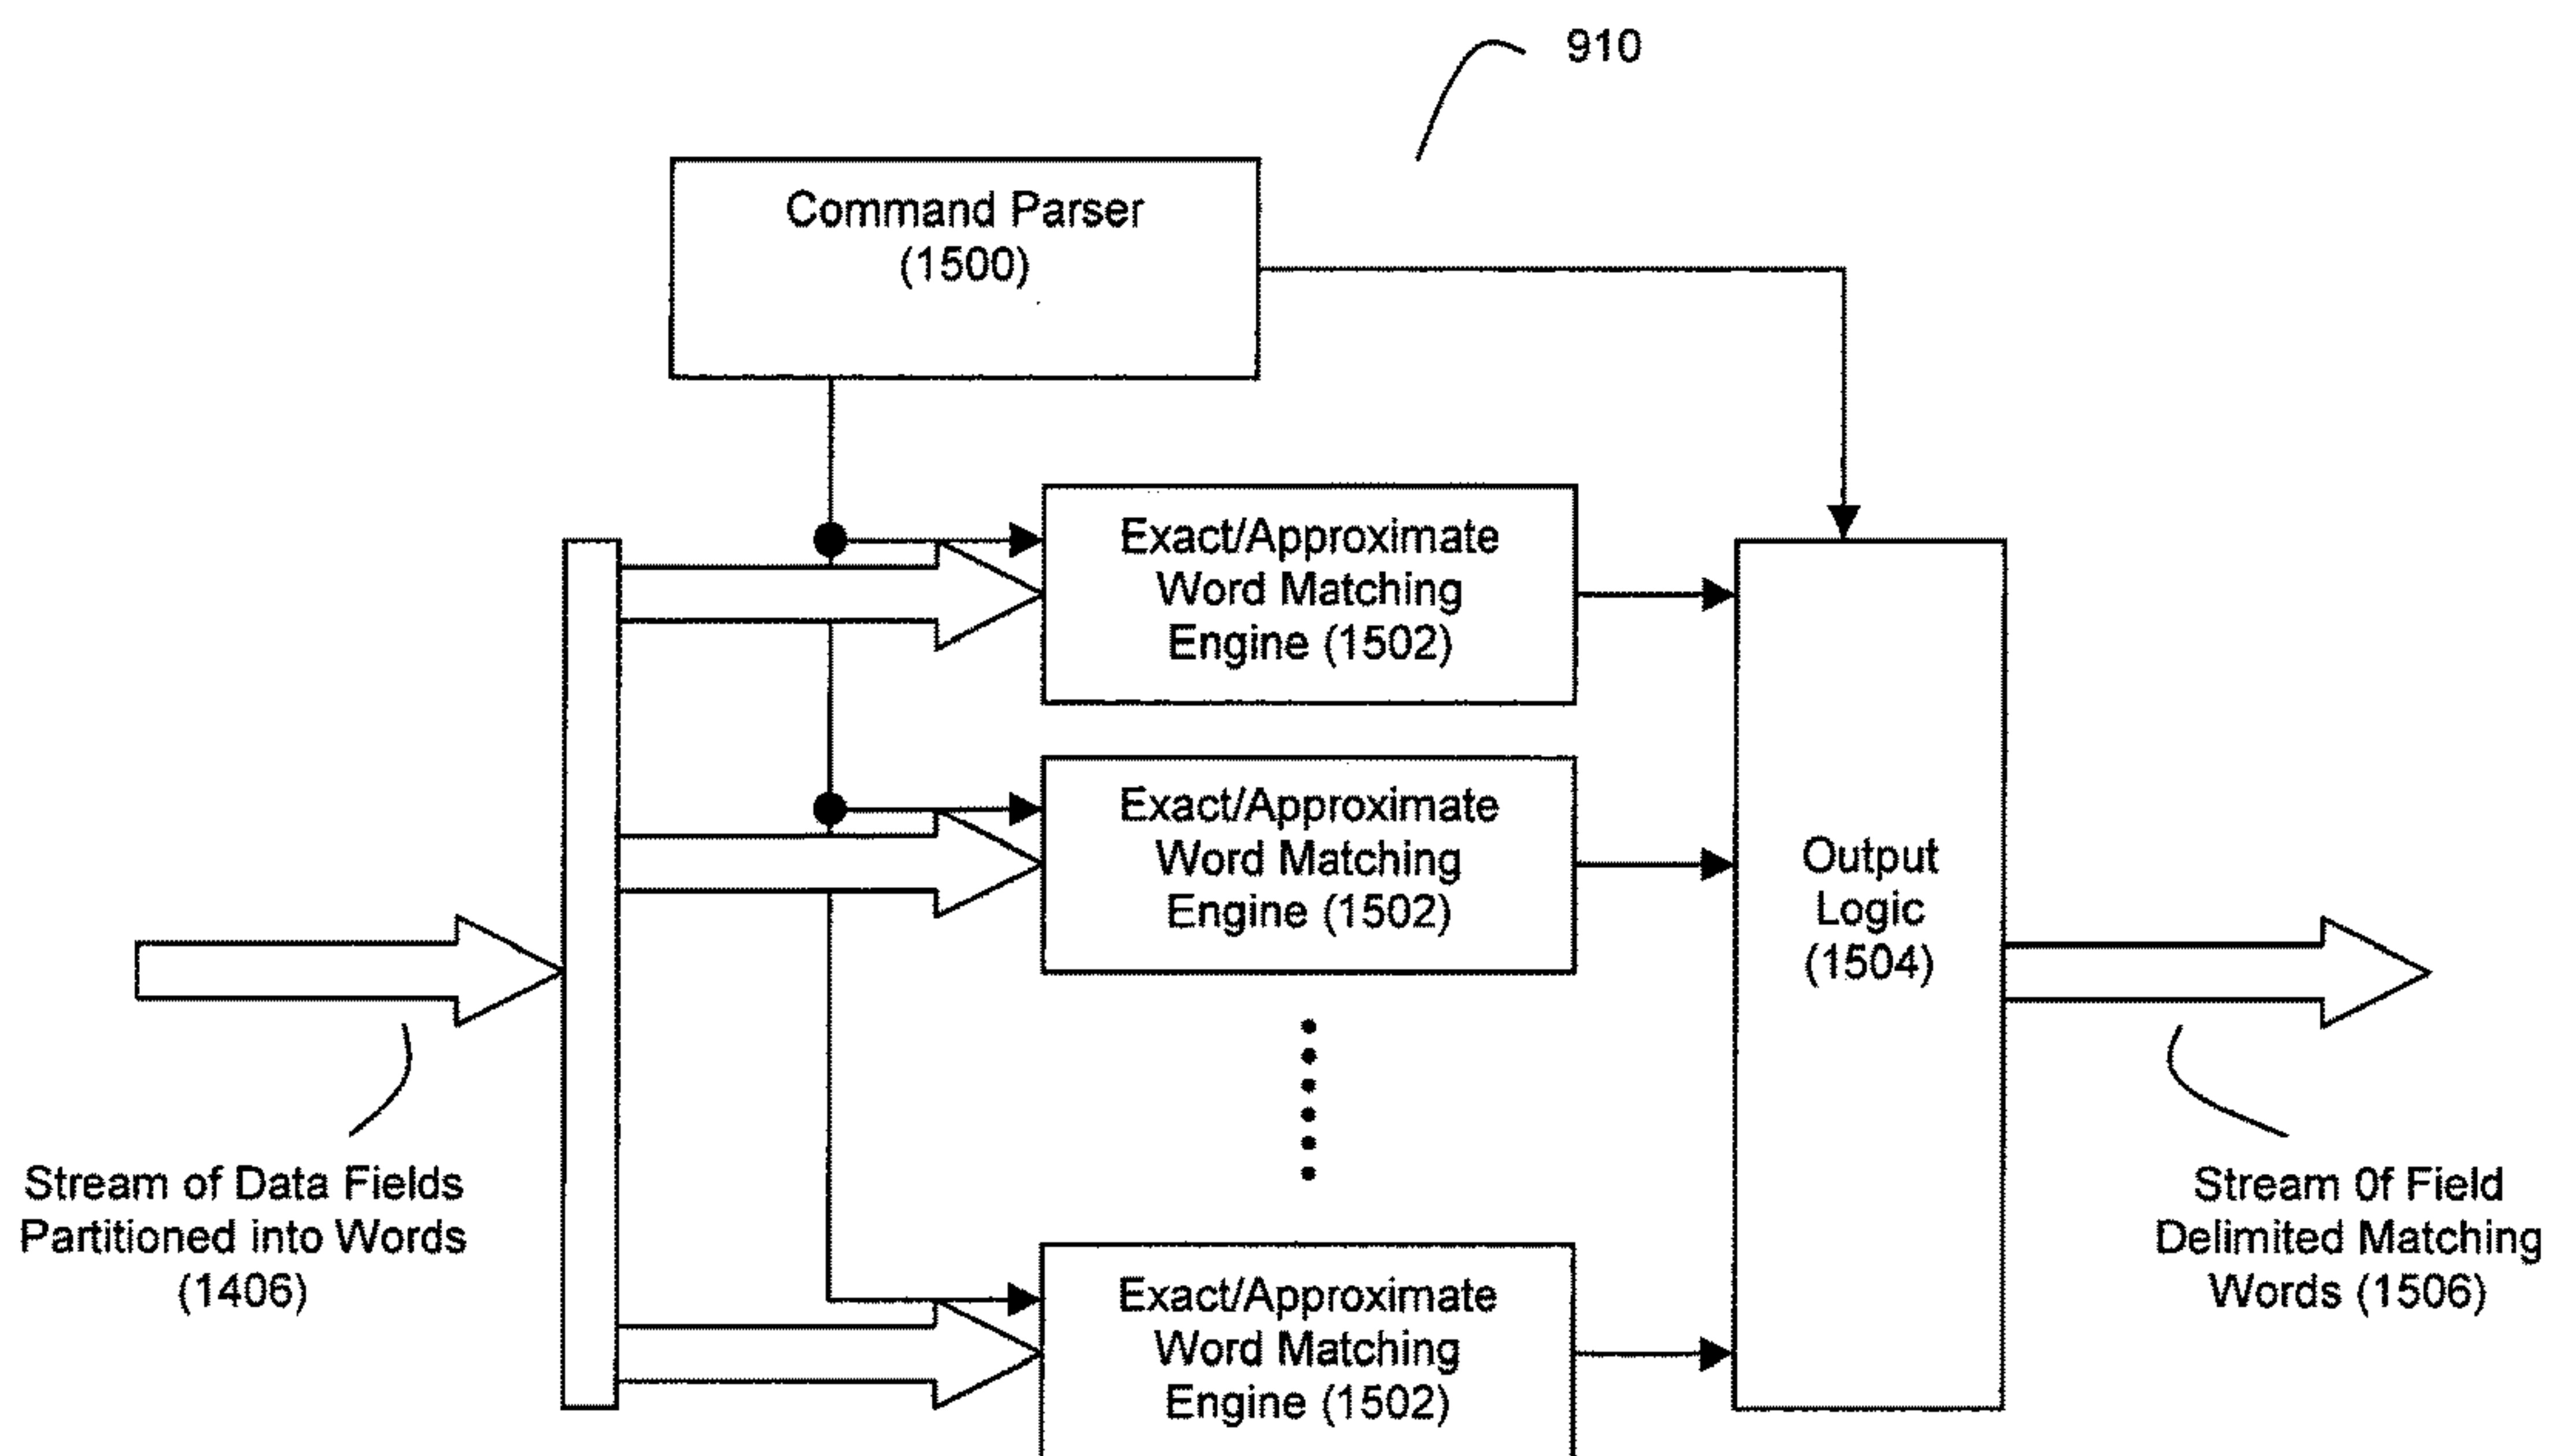 910
Command Parser
(1500)
Exact/Approximate
Word Matching
Engine (1502)
Exact/Approximate
Word Matching
Engine (1502)
Output
Logic
(1504)
Stream of Data Fields
Partitioned into Words
(1406)
Stream 0f Field
Delimited Matching
Words (1506)
Exact/Approximate
Word Matching
Engine (1502)